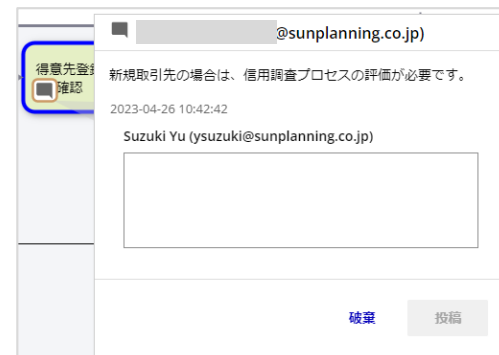 @sunplanning.co.jp)
得意先登録
確認
新規取引先の場合は、信用調査プロセスの評価が必要です。
2023-04-26 10:42:42
Suzuki Yu (ysuzuki@sunplanning.co.jp)
破棄
投稿